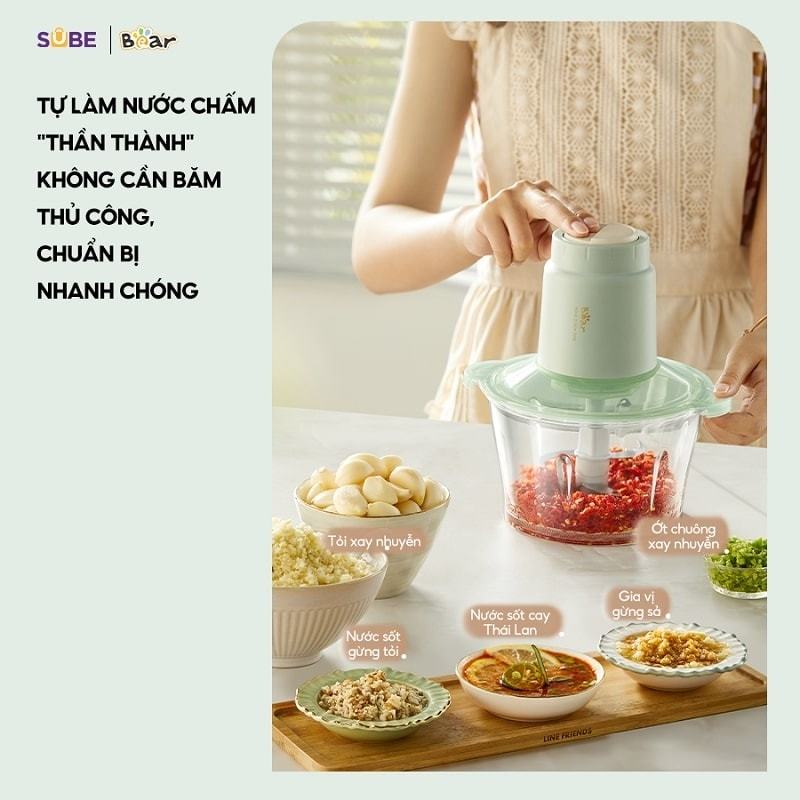 SUBE
Bear
TỰ LÀM NƯỚC CHẤM
"THẦN THÀNH"
KHÔNG CẦN BĂM
THỦ CÔNG,
CHUẨN BỊ
NHANH CHÓNG
Bear
Tỏi xay nhuyễn
Ớt chuông
xay nhuyễn
Nước sốt
gừng tỏi
Nước sốt cay
Thái Lan
Gia vị
gừng sả
LINE FRIENDS